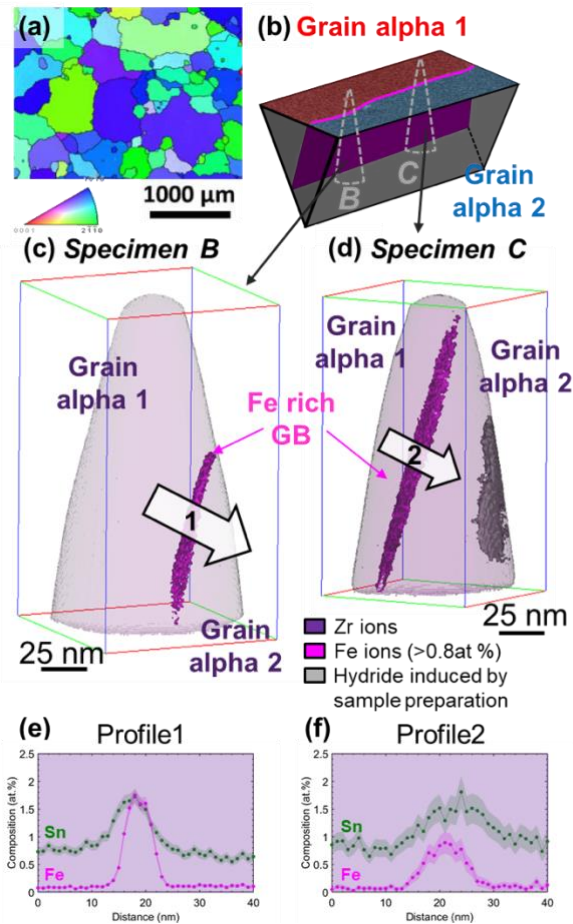 (a)
(b) Grain alpha 1
0001
2110
1000 µm
B
C
Grain
alpha 2
(c) Specimen B
(d) Specimen C
Grain
alpha 1
Grain
alpha 1
Grain
alpha 2
Fe rich
GB
1
2
Grain
alpha 2
25 nm
25 nm
Zr ions
Fe ions (>0.8at %)
Hydride induced by
sample preparation
(e) Profile1
(f) Profile2
2.5
2
1.5
1
0.5
0
Composition (at.%)
Sn
Fe
0 10 20 30 40
Distance (nm)
2.5
2
1.5
1
0.5
0
Composition (at.%)
Sn
Fe
0 10 20 30 40
Distance (nm)